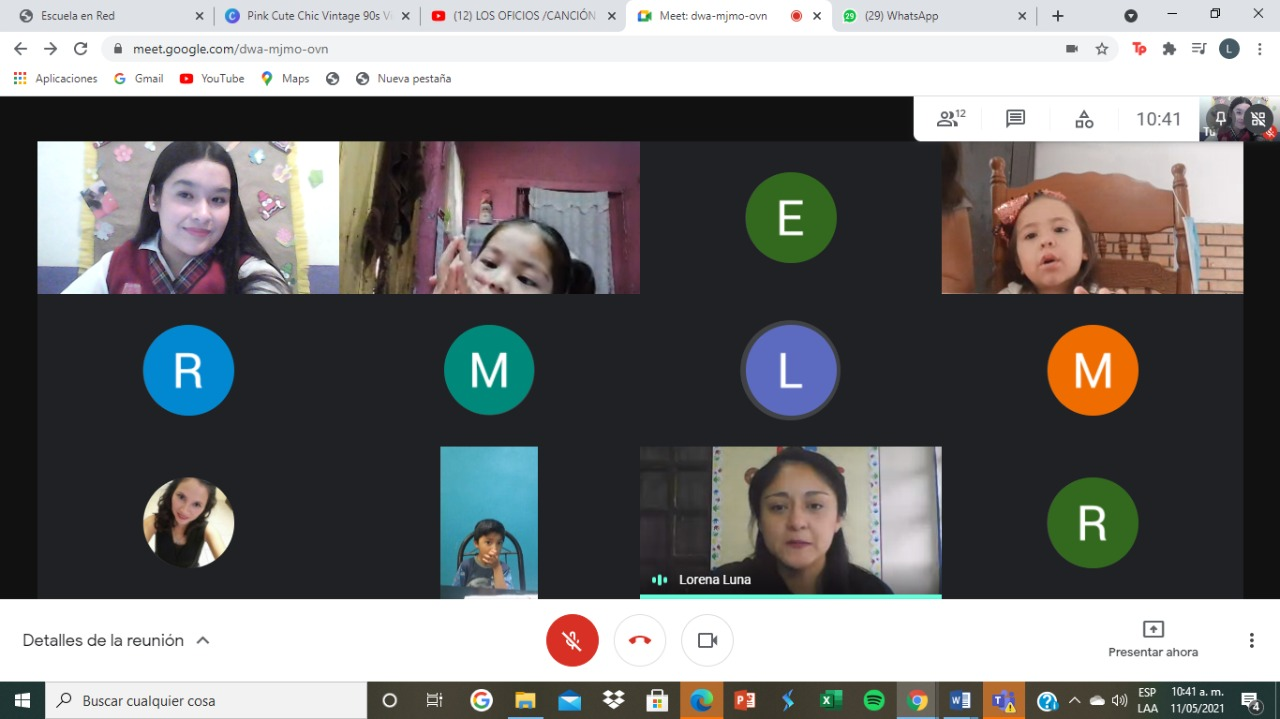 Escuela en Red
Pink Cute Chic Vintage 90s Vi
(12) LOS OFICIOS /CANCIÓN
Meet: dwa-mjmo-ovn
(29) WhatsApp
meet.google.com/dwa-mjmo-ovn
L
Aplicaciones
Gmail
YouTube
Maps
Nueva pestaña
12
10:41
E
R
M
L
M
Lorena Luna
R
Detalles de la reunión
Presentar ahora
Buscar cualquier cosa
ESP
LAA
10:41 a. m.
11/05/2021
4